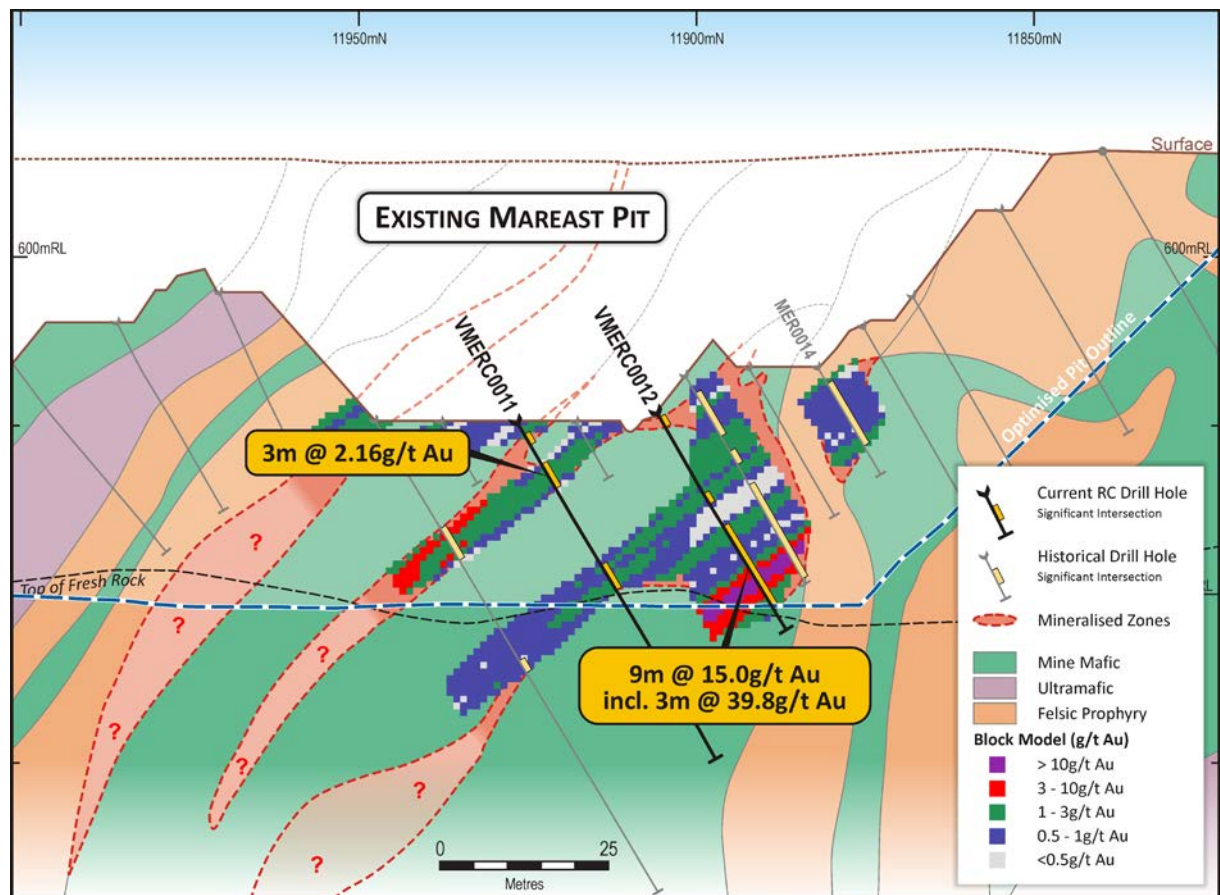 11950mN
11900mN
11850mN
Surface
EXISTING MAREAST PIT
600mRL
600mRL
VMERC0011
VMERC0012
MER0014
Optimised Pit Outline
3m @ 2.16g/t Au
?
Top of Fresh Rock
RL
?
?
?
?
?
?
?
9m @ 15.0g/t Au
incl. 3m @ 39.8g/t Au
0
25
Metres
Current RC Drill Hole
Significant Intersection
Historical Drill Hole
Significant Intersection
Mineralised Zones
Mine Mafic
Ultramafic
Felsic Prophyry
Block Model (g/t Au)
> 10g/t Au
3 - 10g/t Au
1 - 3g/t Au
0.5 - 1g/t Au
<0.5g/t Au